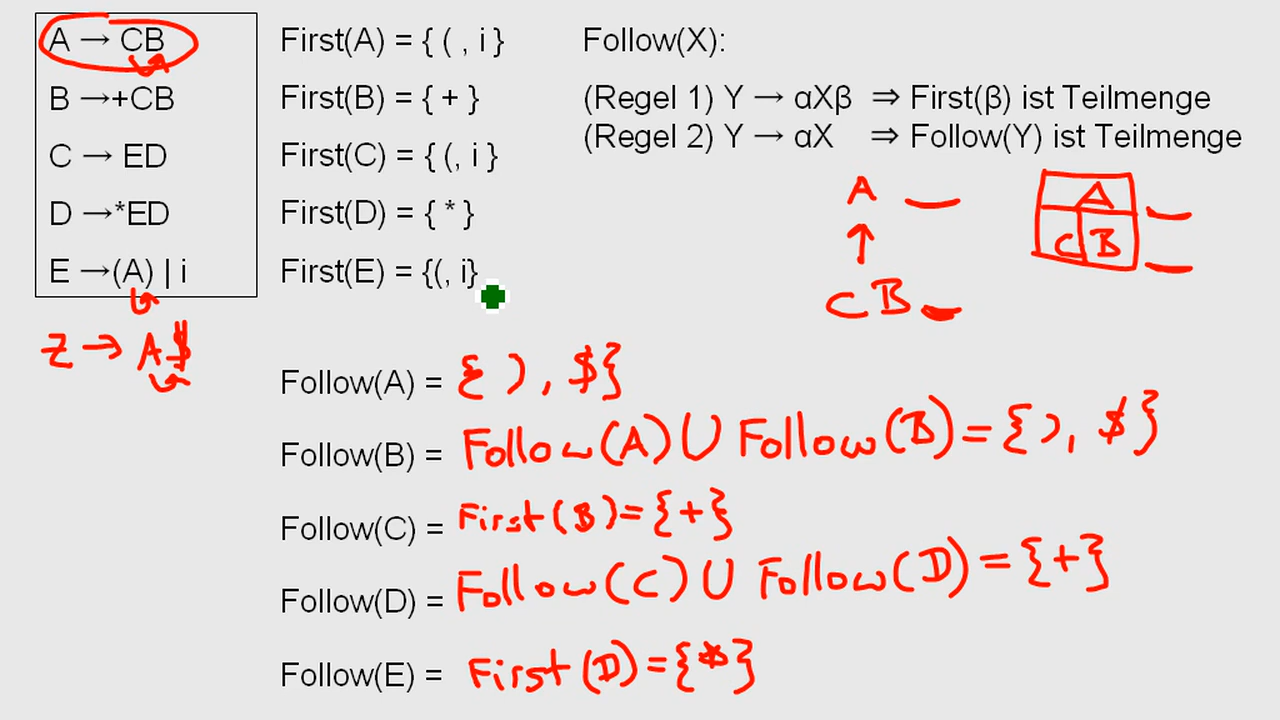 A → CB
B →+CB
C → ED
D →*ED
E →(A) | i
Z → A$
First(A) = { ( , i }
First(B) = { + }
First(C) = { (, i }
First(D) = { * }
First(E) = {(, i}
Follow(X):
(Regel 1) Y → αXβ ⇒ First(β) ist Teilmenge
(Regel 2) Y → αX ⇒ Follow(Y) ist Teilmenge
A _
↑
CB_
A _
C B _
Follow(A) = { ), $}
Follow(B) = Follow(A) ∪ Follow(B) = { ), $}
Follow(C) = First(B) = {+}
Follow(D) = Follow(C) ∪ Follow(D) = {+}
Follow(E) = First(D) = {*}